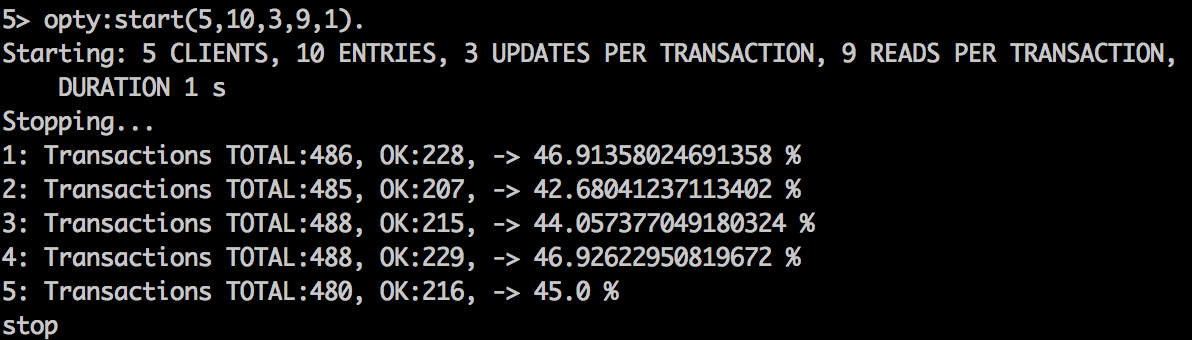 5> opty:start(5,10,3,9,1).
Starting: 5 CLIENTS, 10 ENTRIES, 3 UPDATES PER TRANSACTION, 9 READS PER TRANSACTION,
DURATION 1 s
Stopping...
1: Transactions TOTAL:486, OK:228, -> 46.91358024691358 %
2: Transactions TOTAL:485, OK:207, -> 42.68041237113402 %
3: Transactions TOTAL:488, OK:215, -> 44.057377049180324 %
4: Transactions TOTAL:488, OK:229, -> 46.92622950819672 %
5: Transactions TOTAL:480, OK:216, -> 45.0 %
stop